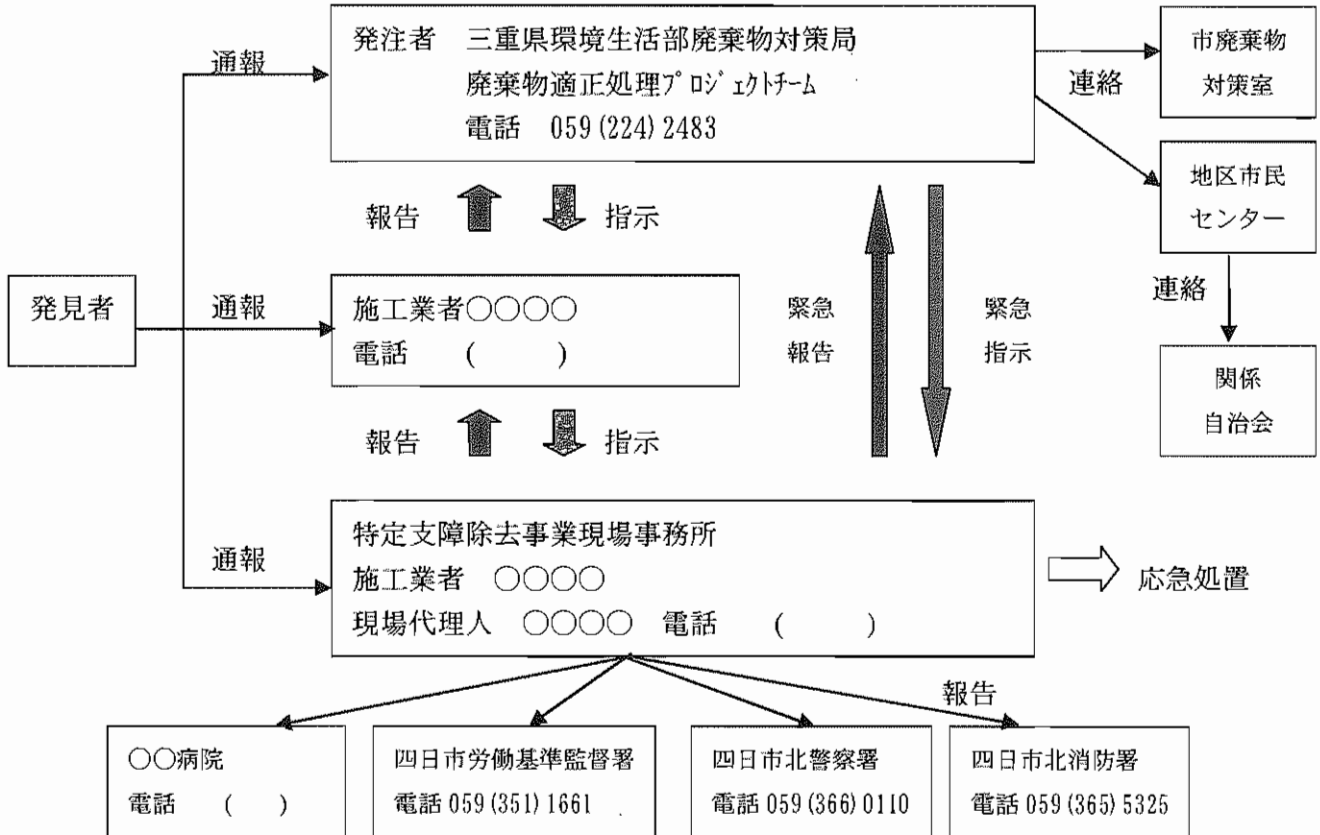 通報
発注者 三重県環境生活部廃棄物対策局
廃棄物適正処理プロジェクトチーム
電話 059(224)2483
連絡
市廃棄物
対策室
地区市民
センター
連絡
関係
自治会
報告
指示
緊急
報告
緊急
指示
発見者
通報
施工業者○○○○
電話 ( )
報告
指示
通報
特定支障除去事業現場事務所
施工業者 ○○○○
現場代理人 ○○○○ 電話 ( )
応急処置
報告
○○病院
電話 ( )
四日市労働基準監督署
電話 059(351)1661
四日市北警察署
電話 059(366)0110
四日市北消防署
電話 059(365)5325